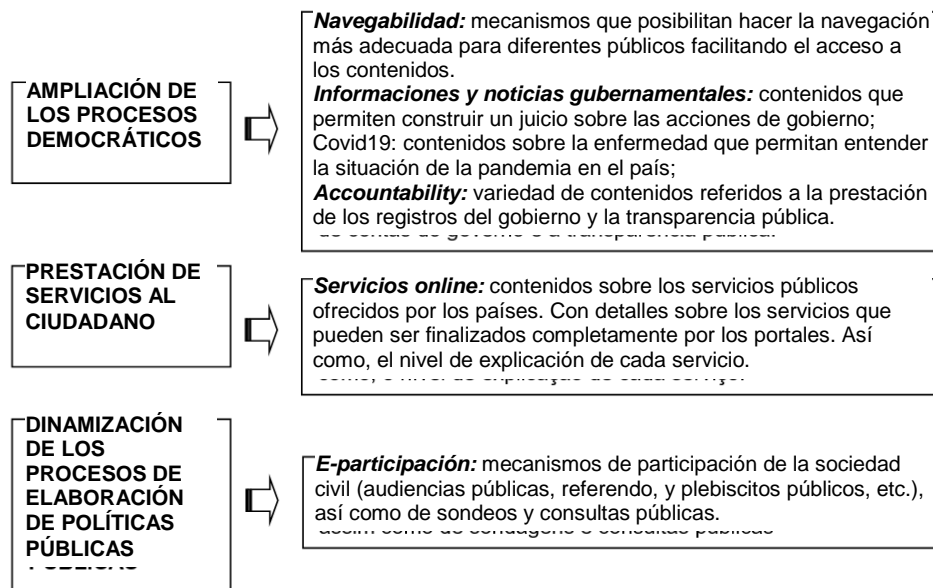 AMPLIACIÓN DE
LOS PROCESOS
DEMOCRÁTICOS
Navegabilidad: mecanismos que posibilitan hacer la navegación
más adecuada para diferentes públicos facilitando el acceso a
los contenidos.
Informaciones y noticias gubernamentales: contenidos que
permiten construir un juicio sobre las acciones de gobierno;
Covid19: contenidos sobre la enfermedad que permitan entender
la situación de la pandemia en el país;
Accountability: variedad de contenidos referidos a la prestación
de los registros del gobierno y la transparencia pública.
PRESTACIÓN DE
SERVICIOS AL
CIUDADANO
Servicios online: contenidos sobre los servicios públicos
ofrecidos por los países. Con detalles sobre los servicios que
pueden ser finalizados completamente por los portales. Así
como, el nivel de explicación de cada servicio.
DINAMIZACIÓN
DE LOS
PROCESOS DE
ELABORACIÓN
DE POLÍTICAS
PÚBLICAS
E-participación: mecanismos de participación de la sociedad
civil (audiencias públicas, referendo, y plebiscitos públicos, etc.),
así como de sondeos y consultas públicas.